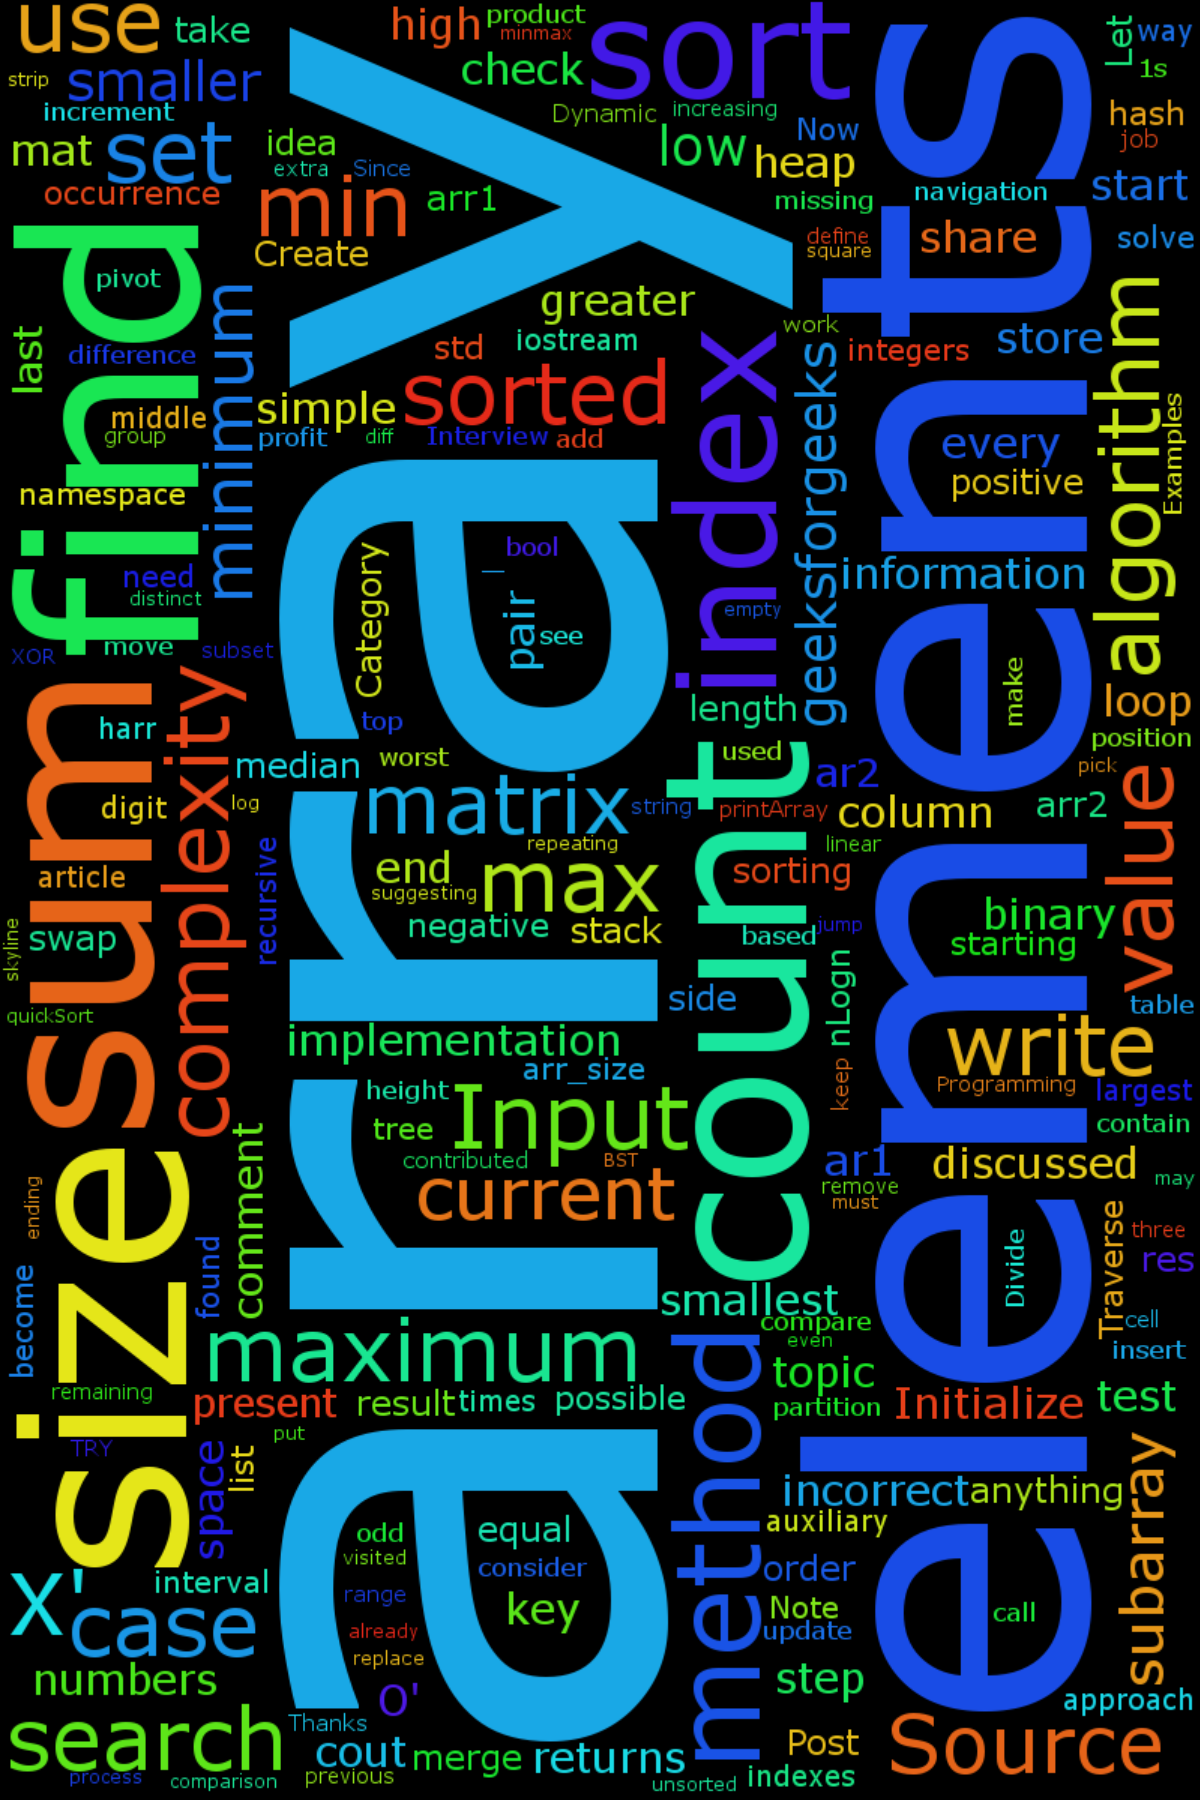 use
take
high
product
minmax
sort
Let
way
strip
smaller
check
1s
increment
Dynamic
increasing
hash
mat
set
idea
low
Now
heap
job
extra
Since
occurrence
min
arr1
missing
navigation
start
Create
define
square
share
solve
find
pivot
array
elements
last
difference
minimum
greater
work
std
iostream
index
geeksforgeeks
integers
store
algorithm
middle
group
simple
sorted
Examples
profit
diff
Interview
add
every
positive
namespace
Category
bool
_
information
need
distinct
pair
see
empty
make
move
XOR
subset
sum
complexity
harr
top
length
loop
median
worst
used
count
position
pick
value
ar2
digit
log
matrix
string
printArray
column
arr2
repeating
linear
recursive
end
max
sorting
article
suggesting
skyline
swap
negative
stack
based
jump
binary
starting
nLogn
side
table
quickSort
implementation
write
arr_size
keep
Programming
largest
height
Input
contain
tree
comment
contributed
BST
ar1
discussed
size
current
remove
must
may
ending
found
Divide
Traverse
three
res
become
smallest
compare
cell
even
insert
maximum
method
topic
remaining
present
result
times
possible
partition
Initialize
test
put
TRY
space
list
subarray
incorrect
anything
odd
equal
auxiliary
visited
x'
interval
consider
order
range
key
Note
call
case
already
update
replace
numbers
step
O'
approach
search
Thanks
cout
merge
returns
Post
Source
process
comparison
previous
unsorted
indexes